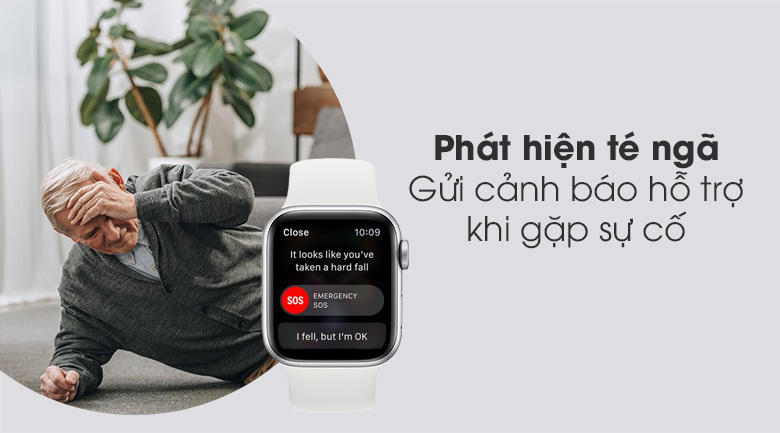 Close 10:09
It looks like you've
taken a hard fall
SOS EMERGENCY
SOS
I fell, but I'm OK
Phát hiện té ngã
Gửi cảnh báo hỗ trợ
khi gặp sự cố